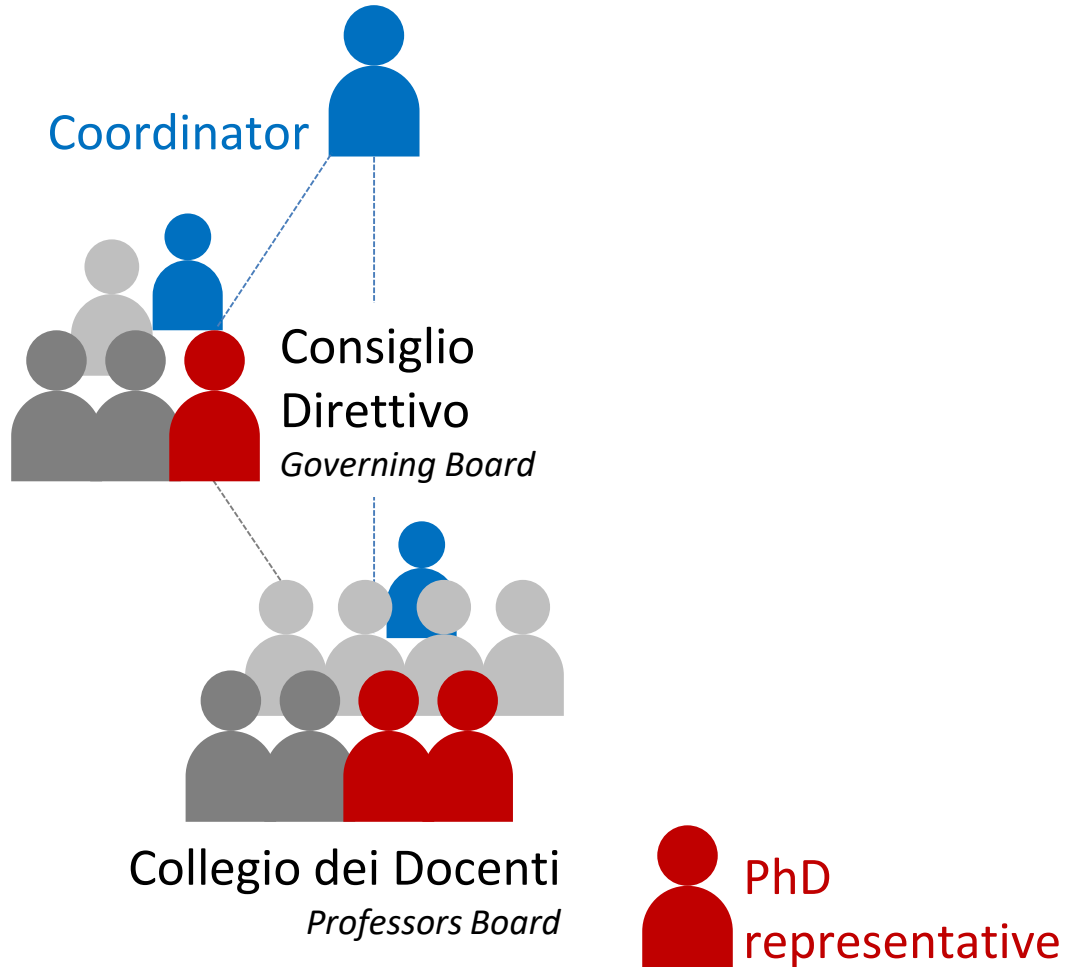 Coordinator
Consiglio
Direttivo
Governing Board
Collegio dei Docenti
Professors Board
PhD
representative